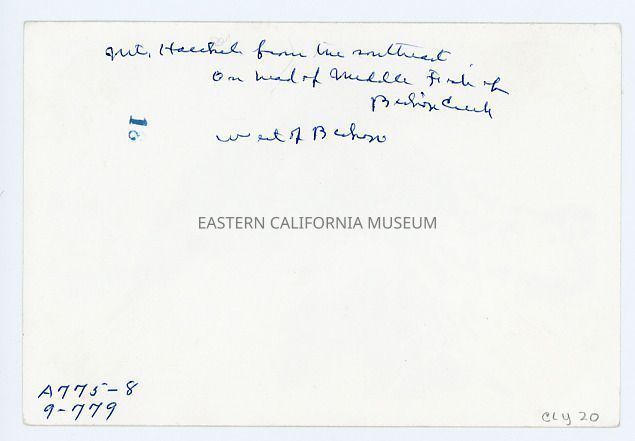 Mt. Haeckel from the southeast
on head of Middle Fork of
Bishop Creek
16
west of Bishop
EASTERN CALIFORNIA MUSEUM
A775-8
9-779
CLY 20